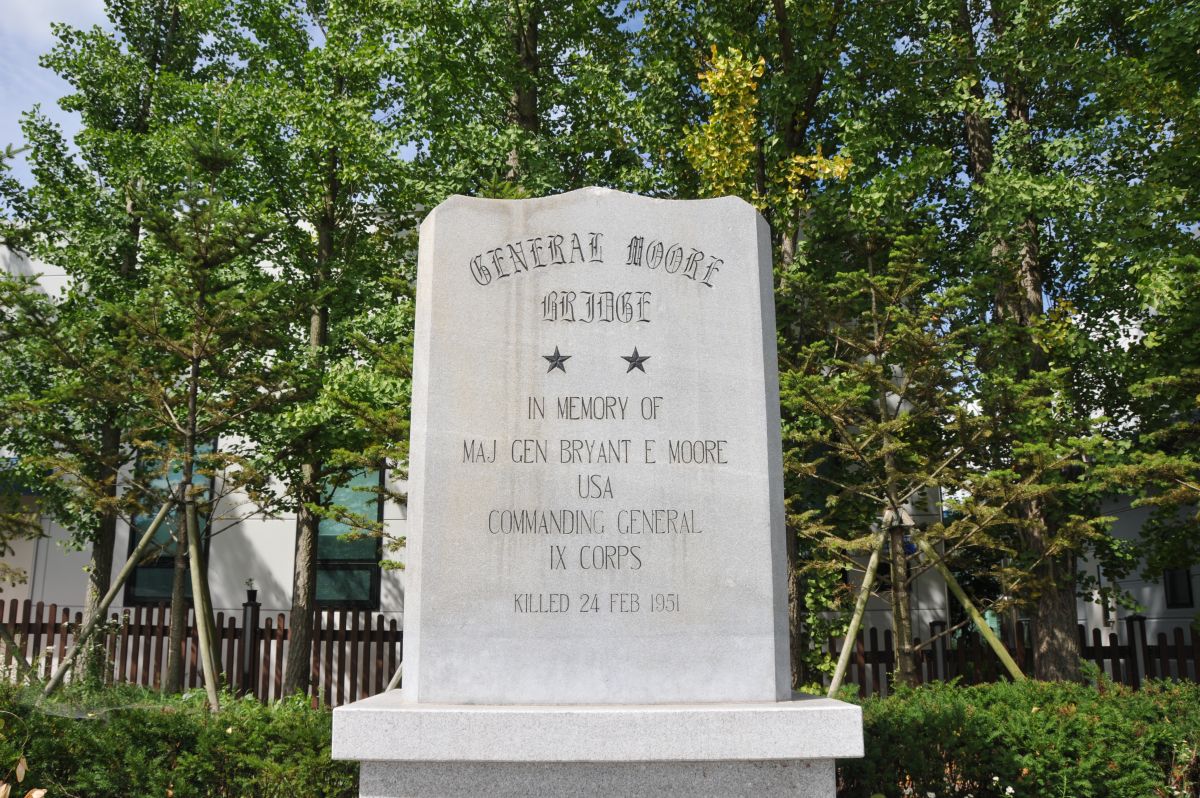 GENERAL MOORE
BRIDGE
IN MEMORY OF
MAJ GEN BRYANT E MOORE
USA
COMMANDING GENERAL
IX CORPS
KILLED 24 FEB 1951